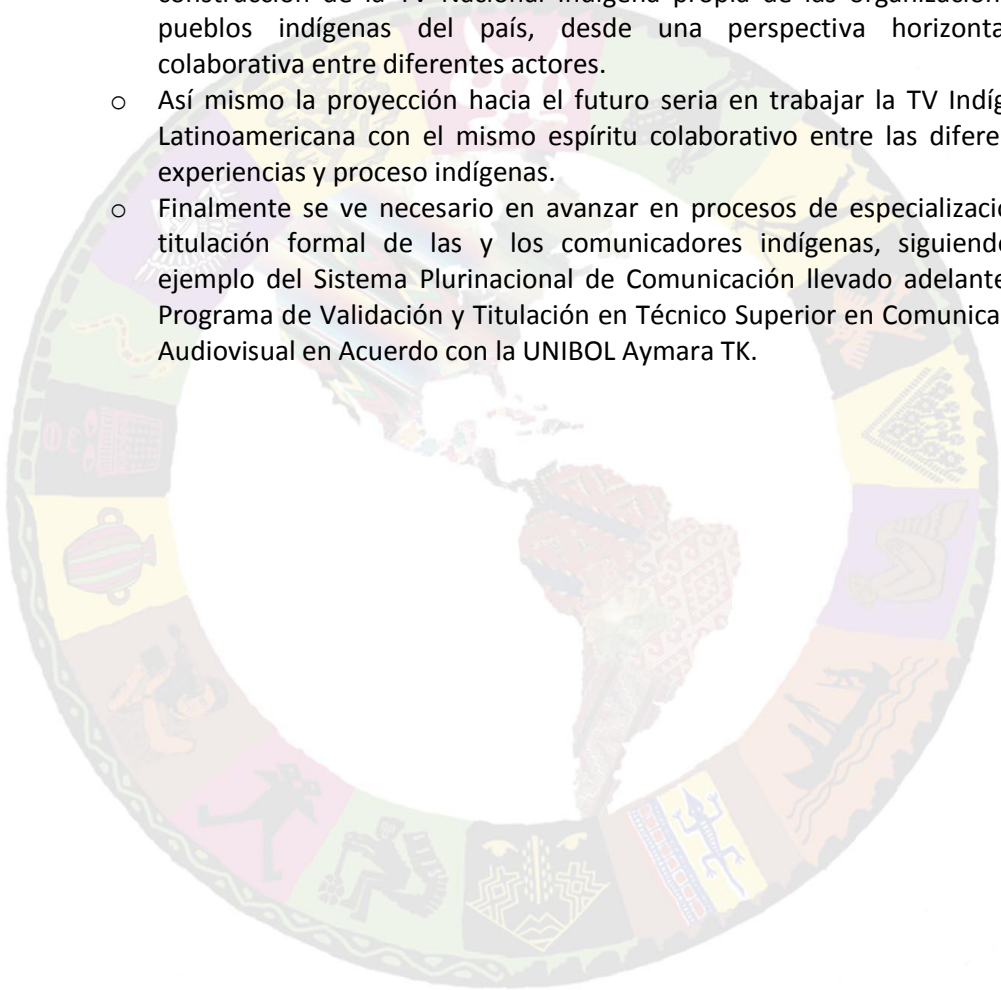 construcción de la TV Nacional Indígena propia de las organizacion
pueblos indígenas del país, desde una perspectiva horizonta
colaborativa entre diferentes actores.
o Así mismo la proyección hacia el futuro seria en trabajar la TV Indíg
Latinoamericana con el mismo espíritu colaborativo entre las difere
experiencias y proceso indígenas.
o Finalmente se ve necesario en avanzar en procesos de especializaci
titulación formal de las y los comunicadores indígenas, siguiend
ejemplo del Sistema Plurinacional de Comunicación llevado adelante
Programa de Validación y Titulación en Técnico Superior en Comunica
Audiovisual en Acuerdo con la UNIBOL Aymara TK.